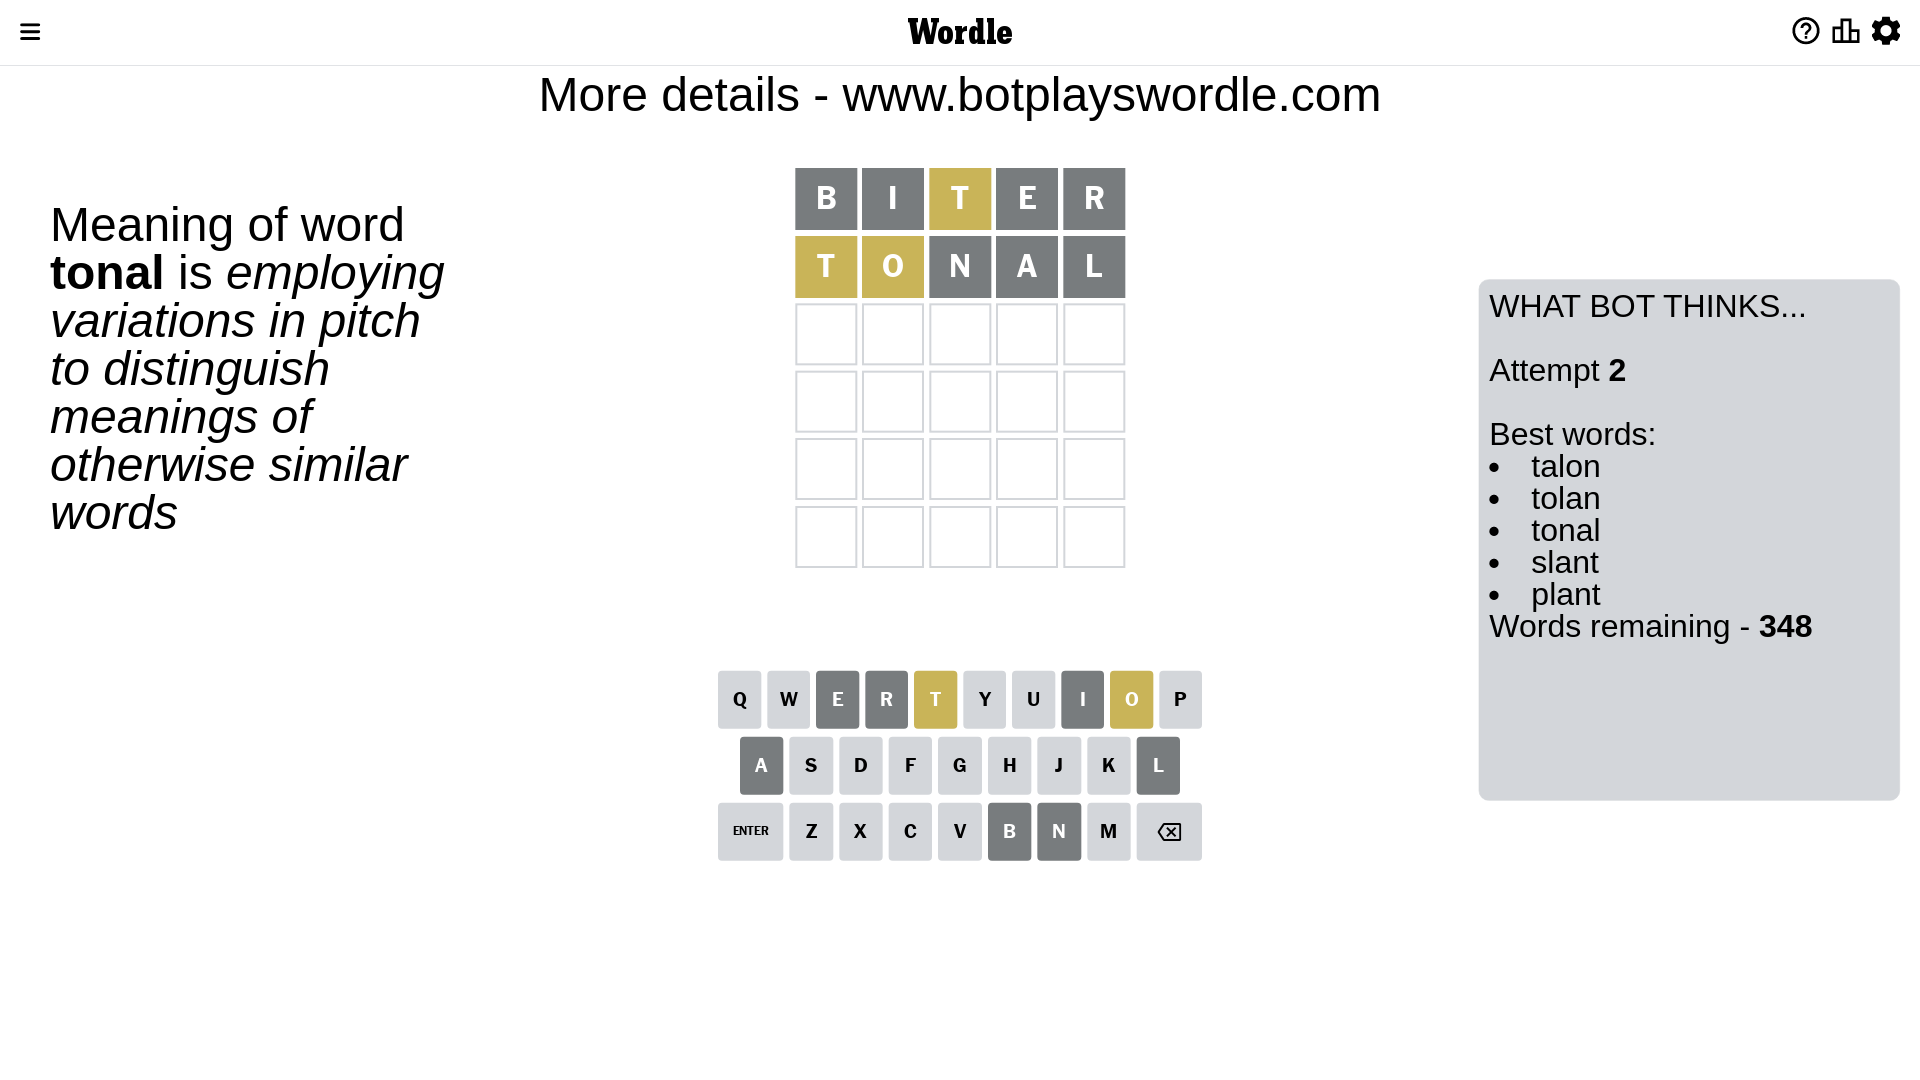 Wordle
More details - www.botplayswordle.com
Meaning of word
tonal is employing
variations in pitch
to distinguish
meanings of
otherwise similar
words
B I T E R
T O N A L
WHAT BOT THINKS...
Attempt 2
Best words:
• talon
• tolan
• tonal
• slant
• plant
Words remaining - 348
Q W E R T Y U I O P
A S D F G H J K L
ENTER Z X C V B N M